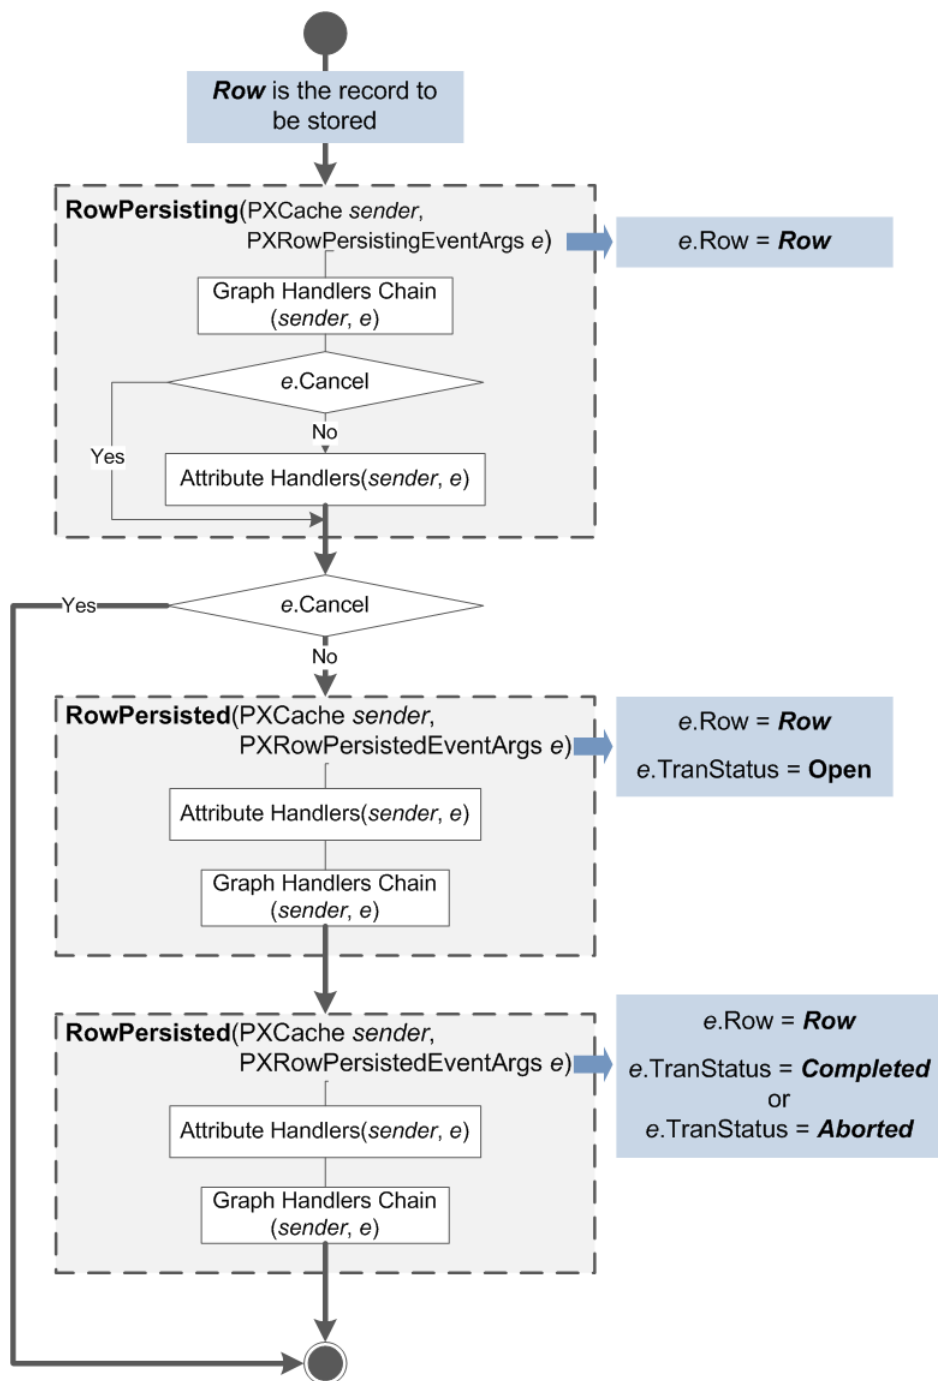 Row is the record to
be stored
RowPersisting(PXCache sender,
PXRowPersistingEventArgs e)
e.Row = Row
Graph Handlers Chain
(sender, e)
e.Cancel
No
Yes
Attribute Handlers(sender, e)
e.Cancel
Yes
No
RowPersisted(PXCache sender,
PXRowPersistedEventArgs e)
e.Row = Row
e.TranStatus = Open
Attribute Handlers(sender, e)
Graph Handlers Chain
(sender, e)
RowPersisted(PXCache sender,
PXRowPersistedEventArgs e)
e.Row = Row
e.TranStatus = Completed
or
e.TranStatus = Aborted
Attribute Handlers(sender, e)
Graph Handlers Chain
(sender, e)